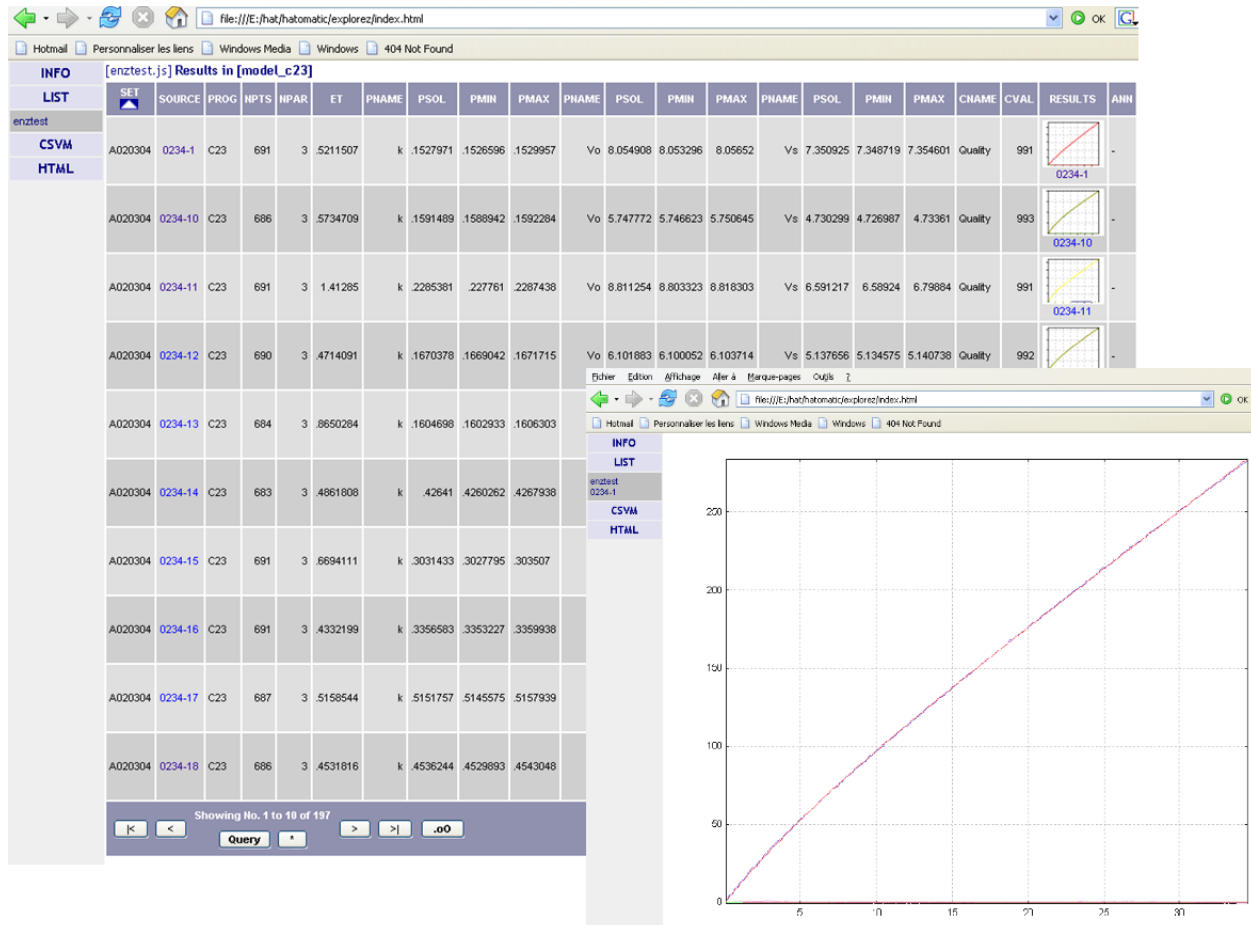 file:///E:/hat/hatomatic/explorez/index.html OK G
Hotmail Personnaliser les liens Windows Media Windows 404 Not Found
INFO
LIST
enztest
CSVM
HTML
[enztest.js] Results in [model_c23]
SET SOURCE PROG NPTS NPAR ET PNAME PSOL PMIN PMAX PNAME PSOL PMIN PMAX PNAME PSOL PMIN PMAX CNAME CVAL RESULTS ANN
A020304 0234-1 C23 691 3 .5211507 k .1527971 .1526596 .1529957 Vo 8.054908 8.053296 8.05652 Vs 7.350925 7.348719 7.354601 Quality 991 -
0234-1
A020304 0234-10 C23 686 3 .5734709 k .1591489 .1588942 .1592284 Vo 5.747772 5.746623 5.750645 Vs 4.730299 4.726987 4.73361 Quality 993 -
0234-10
A020304 0234-11 C23 691 3 1.41285 k .2285381 .227761 .2287438 Vo 8.811254 8.803323 8.818303 Vs 6.591217 6.58924 6.79884 Quality 991 -
0234-11
A020304 0234-12 C23 690 3 .4714091 k .1670378 .1669042 .1671715 Vo 6.101883 6.100052 6.103714 Vs 5.137656 5.134575 5.140738 Quality 992 -
A020304 0234-13 C23 684 3 .8650284 k .1604698 .1602933 .1606303
A020304 0234-14 C23 683 3 .4861808 k .42641 .4260262 .4267938
A020304 0234-15 C23 691 3 .6694111 k .3031433 .3027795 .303507
A020304 0234-16 C23 691 3 .4332199 k .3356583 .3353227 .3359938
A020304 0234-17 C23 687 3 .5158544 k .5151757 .5145575 .5157939
A020304 0234-18 C23 686 3 .4531816 k .4536244 .4529893 .4543048
Showing No. 1 to 10 of 197
|< < Query * > >| .oO
Fichier Edition Affichage Aller à Marque-pages Outils ?
file:///E:/hat/hatomatic/explorez/index.html OK
Hotmail Personnaliser les liens Windows Media Windows 404 Not Found
INFO
LIST
enztest
0234-1
CSVM
HTML
250
200
150
100
50
0
5 10 15 20 25 30